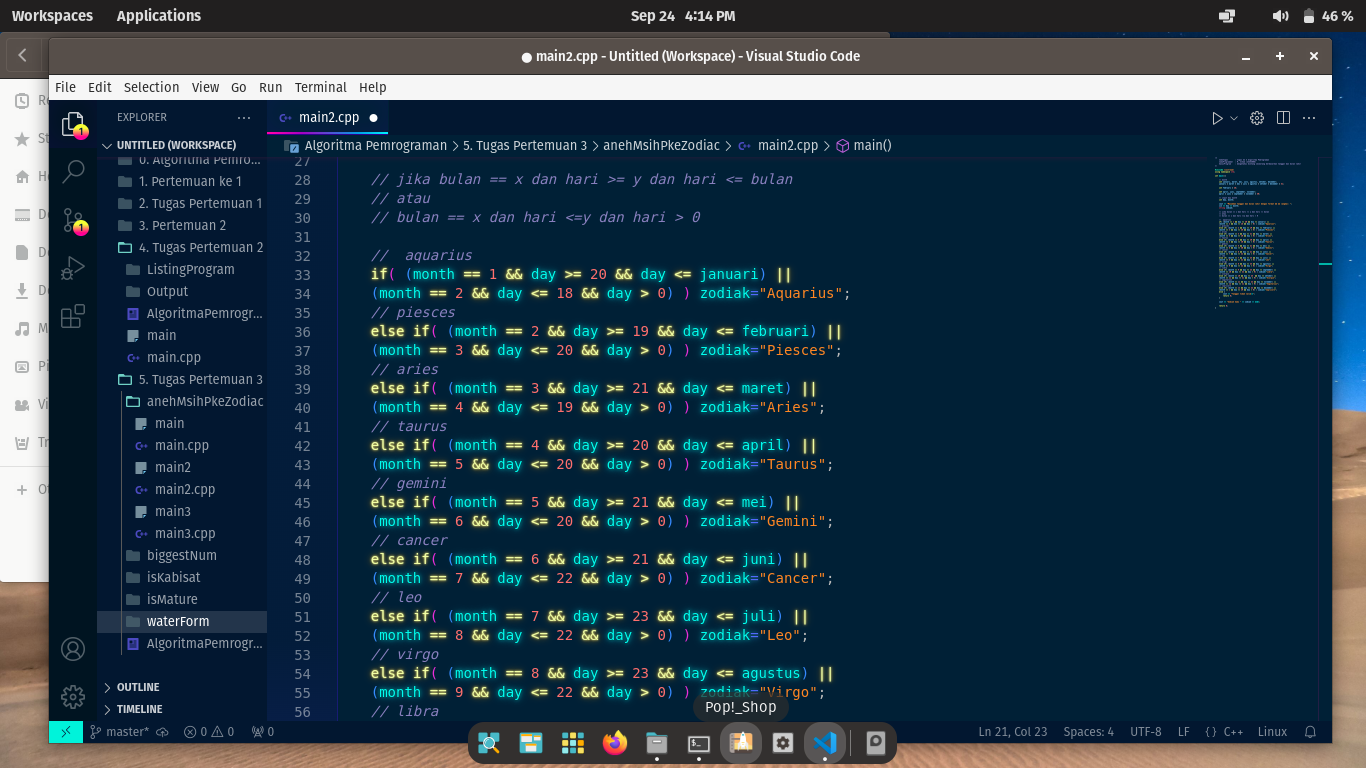 Workspaces Applications Sep 24 4:14 PM 46 %
main2.cpp - Untitled (Workspace) - Visual Studio Code
File Edit Selection View Go Run Terminal Help
EXPLORER
UNTITLED (WORKSPACE)
0. Algoritma Pemro...
1. Pertemuan ke 1
2. Tugas Pertemuan 1
3. Pertemuan 2
4. Tugas Pertemuan 2
ListingProgram
Output
AlgoritmaPemrogr...
main
main.cpp
5. Tugas Pertemuan 3
anehMsihPkeZodiac
main
main.cpp
main2
main2.cpp
main3
main3.cpp
biggestNum
isKabisat
isMature
waterForm
AlgoritmaPemrogr...
OUTLINE
TIMELINE
main2.cpp
Algoritma Pemrograman > 5. Tugas Pertemuan 3 > anehMsihPkeZodiac > main2.cpp > main()
27
28 // jika bulan == x dan hari >= y dan hari <= bulan
29 // atau
30 // bulan == x dan hari <=y dan hari > 0
31
32 //  aquarius
33 if( (month == 1 && day >= 20 && day <= januari) ||
34 (month == 2 && day <= 18 && day > 0) ) zodiak="Aquarius";
35 // piesces
36 else if( (month == 2 && day >= 19 && day <= februari) ||
37 (month == 3 && day <= 20 && day > 0) ) zodiak="Piesces";
38 // aries
39 else if( (month == 3 && day >= 21 && day <= maret) ||
40 (month == 4 && day <= 19 && day > 0) ) zodiak="Aries";
41 // taurus
42 else if( (month == 4 && day >= 20 && day <= april) ||
43 (month == 5 && day <= 20 && day > 0) ) zodiak="Taurus";
44 // gemini
45 else if( (month == 5 && day >= 21 && day <= mei) ||
46 (month == 6 && day <= 20 && day > 0) ) zodiak="Gemini";
47 // cancer
48 else if( (month == 6 && day >= 21 && day <= juni) ||
49 (month == 7 && day <= 22 && day > 0) ) zodiak="Cancer";
50 // leo
51 else if( (month == 7 && day >= 23 && day <= juli) ||
52 (month == 8 && day <= 22 && day > 0) ) zodiak="Leo";
53 // virgo
54 else if( (month == 8 && day >= 23 && day <= agustus) ||
55 (month == 9 && day <= 22 && day > 0) ) zodiak="Virgo";
56 // libra
Pop!_Shop
master* 0 0 0 Ln 21, Col 23 Spaces: 4 UTF-8 LF {} C++ Linux